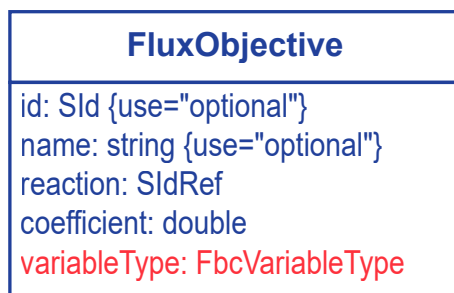 FluxObjective
id: SId {use="optional"}
name: string {use="optional"}
reaction: SIdRef
coefficient: double
variableType: FbcVariableType